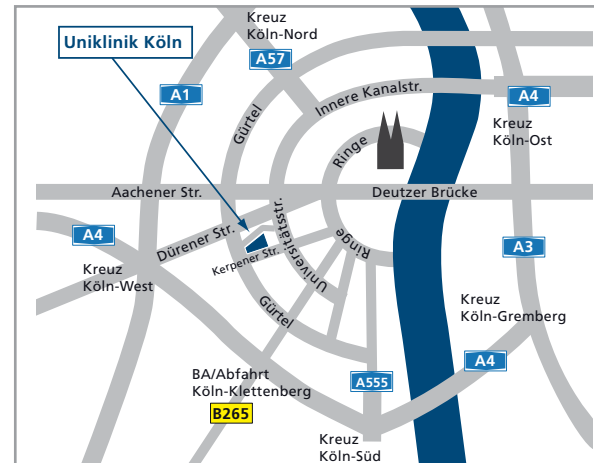 Kreuz
Köln-Nord
Uniklinik Köln
A57
A1
Innere Kanalstr.
A4
Gürtel
Kreuz
Köln-Ost
Ringe
Aachener Str.
Deutzer Brücke
Universitätsstr.
Dürener Str.
A4
Ringe
A3
Kerpener Str.
Kreuz
Köln-West
Gürtel
Kreuz
Köln-Gremberg
A4
BA/Abfahrt
Köln-Klettenberg
A555
B265
Kreuz
Köln-Süd